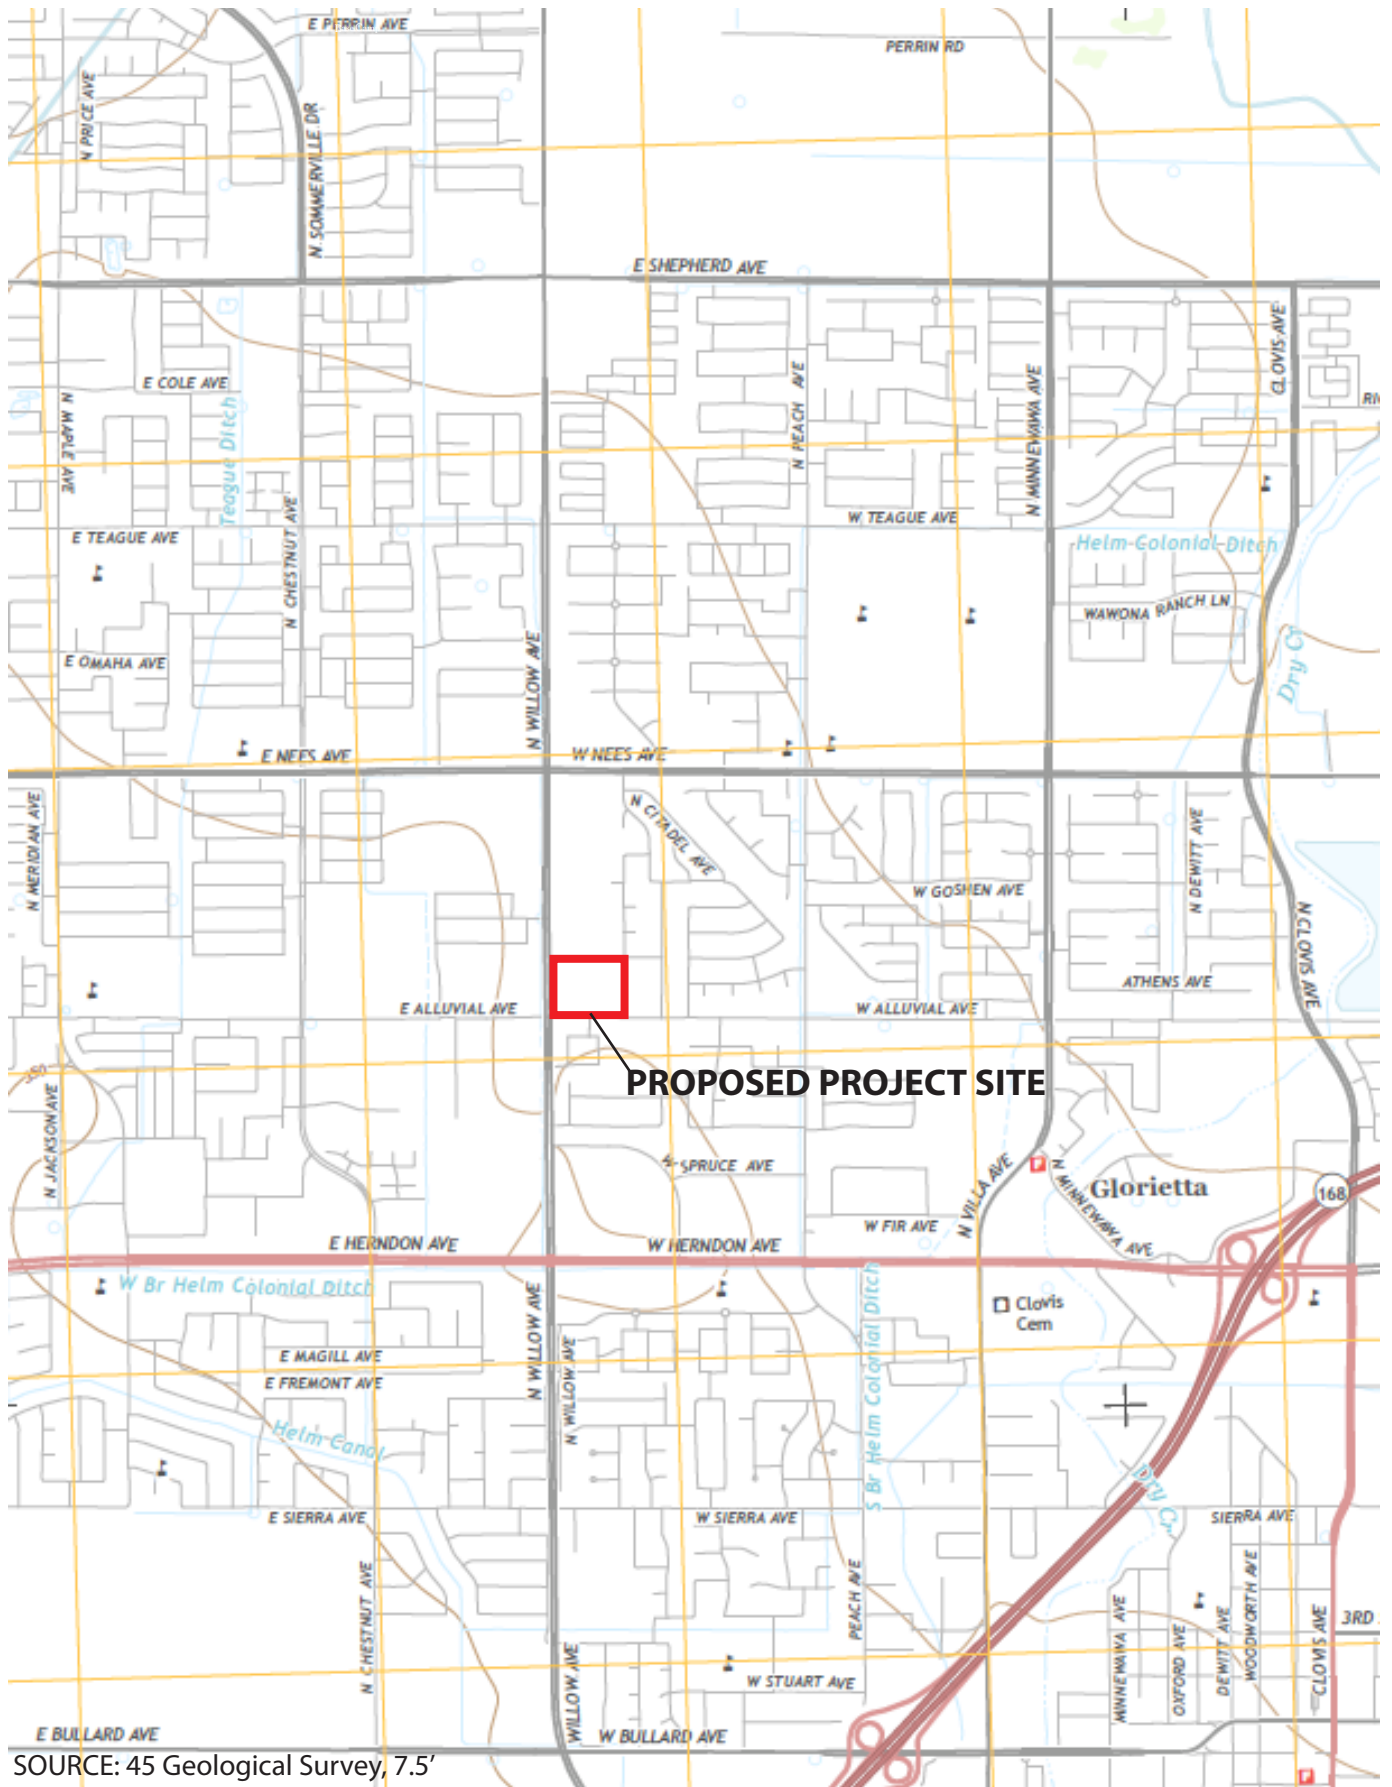 E PERRIN AVE
PERRIN RD
N PRICE AVE
N SOMMERVILLE DR
E SHEPHERD AVE
CLOVIS AVE
E COLE AVE
N PEACH AVE
N MINNEWAWA AVE
N MAPLE AVE
Teague Ditch
W TEAGUE AVE
N CHESTNUT AVE
E TEAGUE AVE
Helm Colonial Ditch
WAWONA RANCH LN
E OMAHA AVE
N WILLOW AVE
Dry Cr
E NEES AVE
W NEES AVE
N MERIDIAN AVE
N CITADEL AVE
N DEWITT AVE
W GOSHEN AVE
N CLOVIS AVE
ATHENS AVE
E ALLUVIAL AVE
W ALLUVIAL AVE
350
PROPOSED PROJECT SITE
N JACKSON AVE
W SPRUCE AVE
N VILLA AVE
N MINNEWAWA AVE
Glorietta
168
W FIR AVE
E HERNDON AVE
W HERNDON AVE
W Br Helm Colonial Ditch
S Br Helm Colonial Ditch
Clovis
Cem
N WILLOW AVE
N WILLOW AVE
E MAGILL AVE
E FREMONT AVE
Helm Canal
Dry Cr
E SIERRA AVE
W SIERRA AVE
SIERRA AVE
N CHESTNUT AVE
PEACH AVE
MINNEWAWA AVE
OXFORD AVE
DEWITT AVE
WOODWORTH AVE
CLOVIS AVE
3RD
WILLOW AVE
W STUART AVE
E BULLARD AVE
W BULLARD AVE
SOURCE: 45 Geological Survey, 7.5′